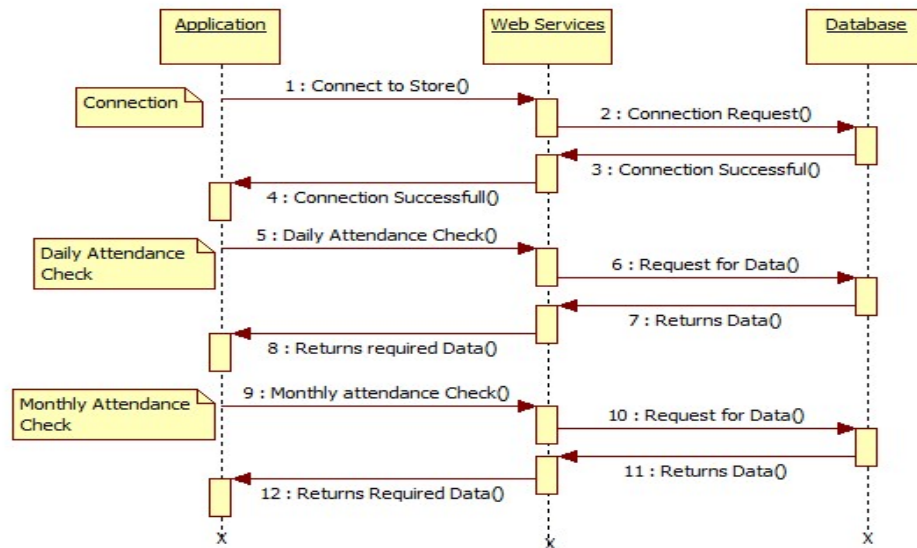 Application
Web Services
Database
Connection
1 : Connect to Store()
2 : Connection Request()
3 : Connection Successful()
4 : Connection Successfull()
Daily Attendance
Check
5 : Daily Attendance Check()
6 : Request for Data()
7 : Returns Data()
8 : Returns required Data()
Monthly Attendance
Check
9 : Monthly attendance Check()
10 : Request for Data()
11 : Returns Data()
12 : Returns Required Data()
X
X
X